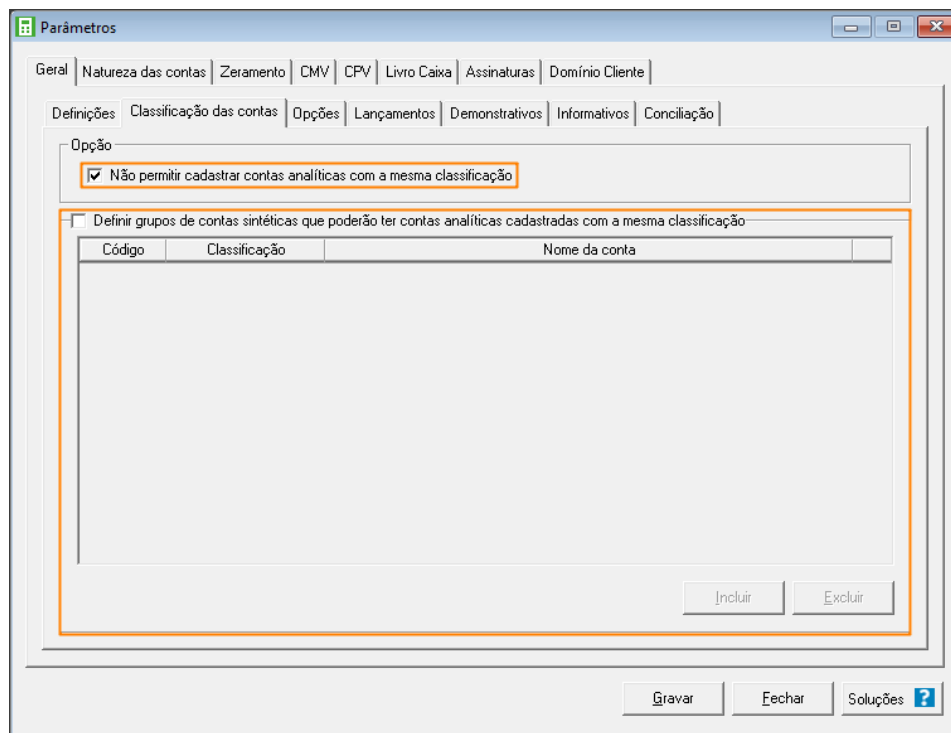 Parâmetros
Geral Natureza das contas Zeramento CMV CPV Livro Caixa Assinaturas Domínio Cliente
Definições Classificação das contas Opções Lançamentos Demonstrativos Informativos Conciliação
Opção
Não permitir cadastrar contas analíticas com a mesma classificação
Definir grupos de contas sintéticas que poderão ter contas analíticas cadastradas com a mesma classificação
Código Classificação Nome da conta
Incluir Excluir
Gravar Fechar Soluções ?